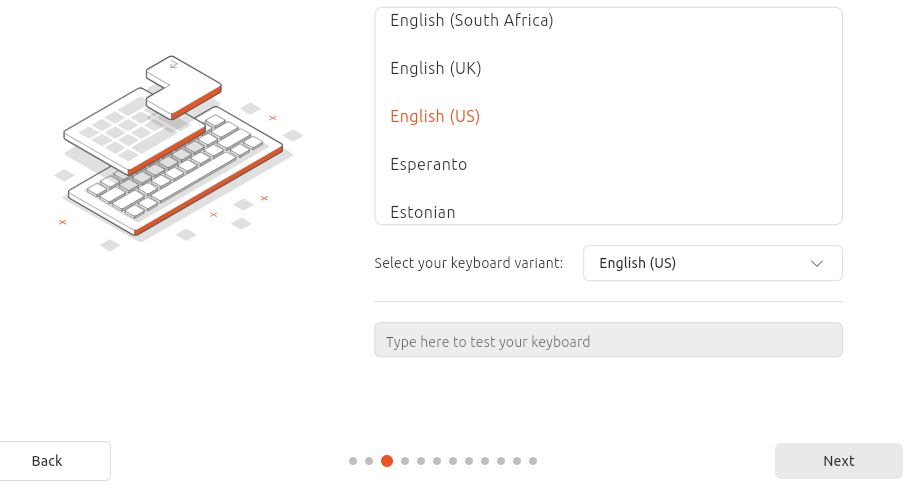 English (South Africa)
English (UK)
English (US)
Esperanto
Estonian
Select your keyboard variant: English (US)
Type here to test your keyboard
Back
Next